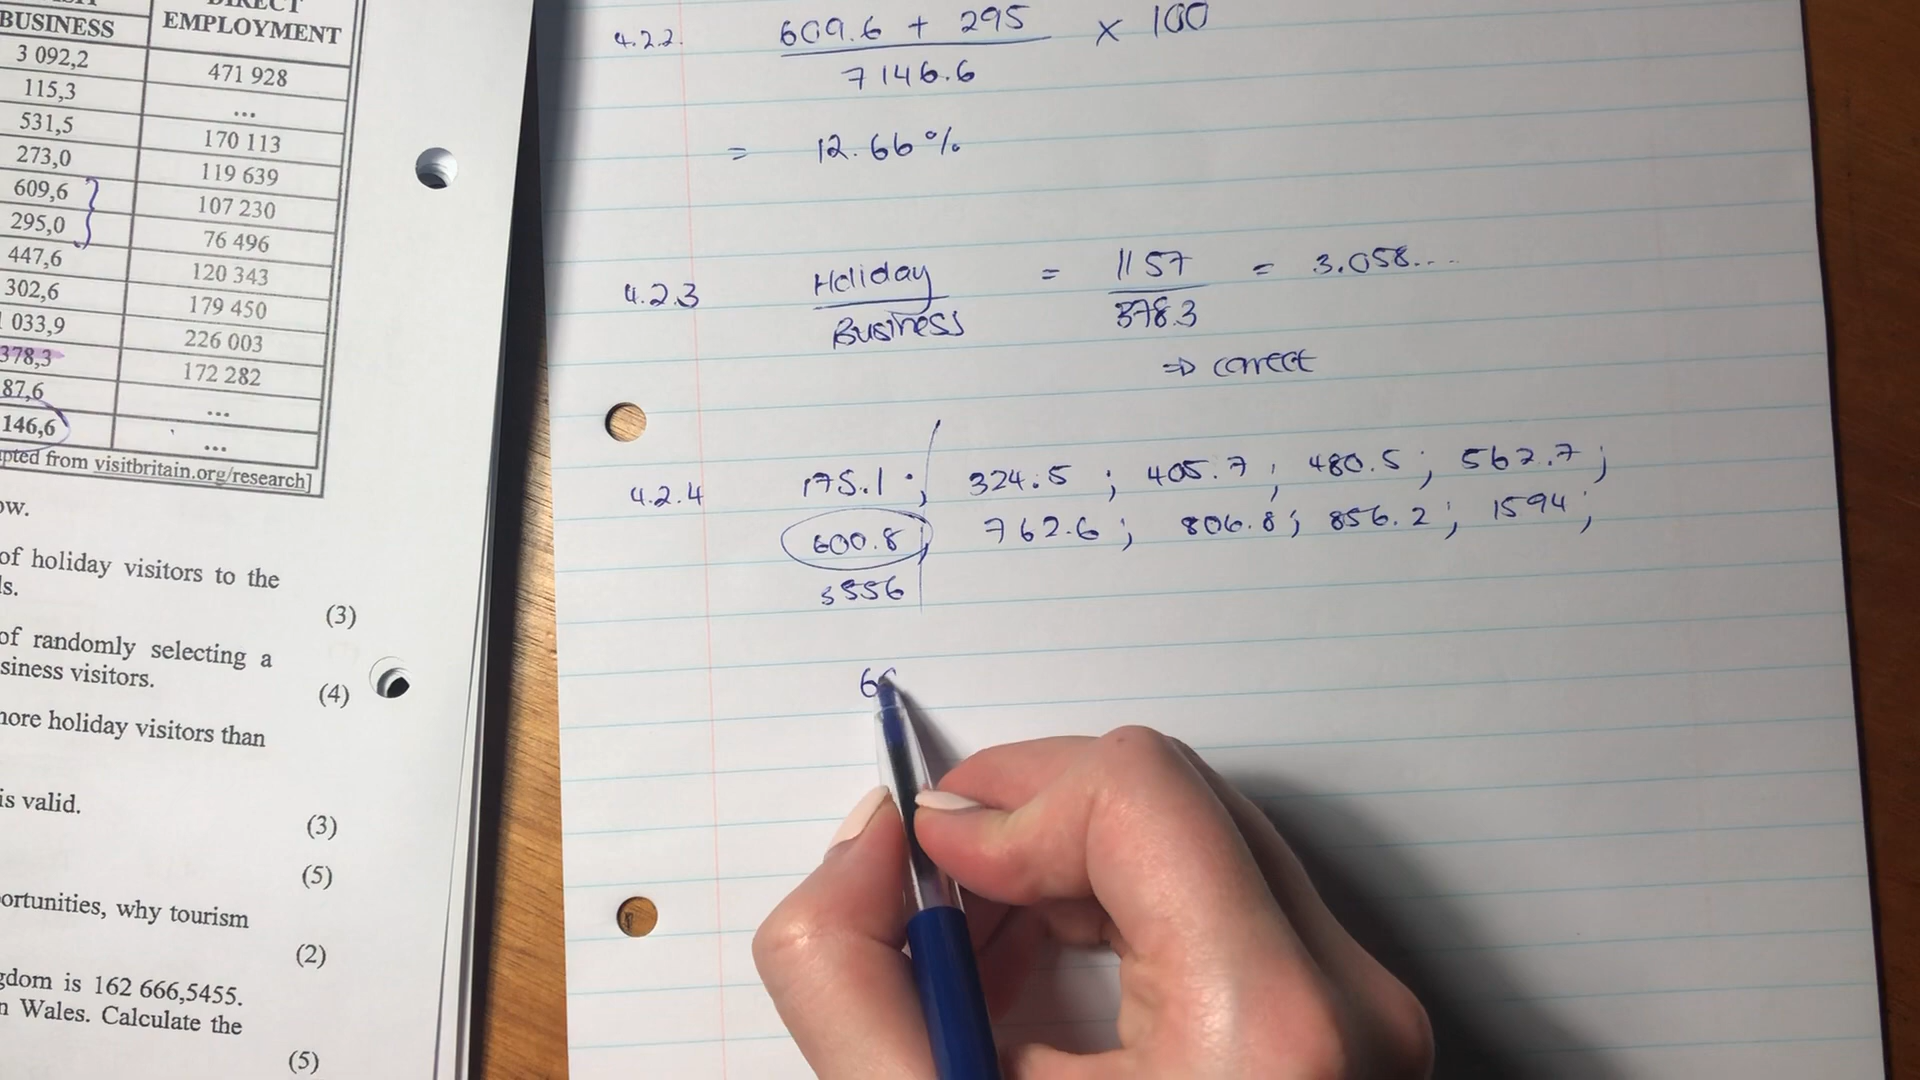 DIRECT
BUSINESS EMPLOYMENT
3 092,2 471 928
115,3 ...
531,5 170 113
273,0 119 639
609,6 107 230
295,0 76 496
447,6 120 343
302,6 179 450
1 033,9 226 003
378,3 172 282
87,6 ...
146,6 ...
pted from visitbritain.org/research]
ow.
of holiday visitors to the
ls.
(3)
of randomly selecting a
siness visitors.
(4)
nore holiday visitors than
is valid.
(3)
(5)
ortunities, why tourism
(2)
gdom is 162 666,5455.
n Wales. Calculate the
(5)
4.2.2. 609.6 + 295 × 100
7146.6
= 12.66%
4.2.3 Holiday = 1157 = 3.058....
Business 378.3
⇒ correct
4.2.4 175.1 ; 324.5 ; 405.7 ; 480.5 ; 562.7 ;
600.8 ; 762.6 ; 806.8 ; 856.2 ; 1594 ;
3556
60